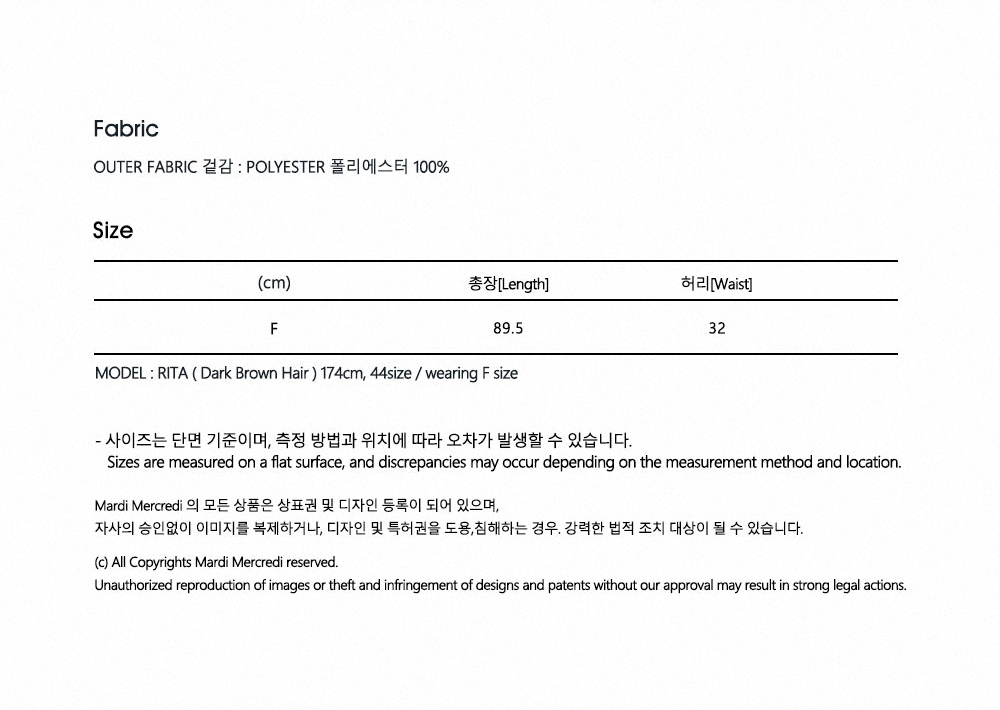 Fabric
OUTER FABRIC 겉감 : POLYESTER 폴리에스터 100%
Size
(cm) 총장[Length] 허리[Waist]
F 89.5 32
MODEL : RITA ( Dark Brown Hair ) 174cm, 44size / wearing F size
- 사이즈는 단면 기준이며, 측정 방법과 위치에 따라 오차가 발생할 수 있습니다.
Sizes are measured on a flat surface, and discrepancies may occur depending on the measurement method and location.
Mardi Mercredi 의 모든 상품은 상표권 및 디자인 등록이 되어 있으며,
자사의 승인없이 이미지를 복제하거나, 디자인 및 특허권을 도용,침해하는 경우. 강력한 법적 조치 대상이 될 수 있습니다.
(c) All Copyrights Mardi Mercredi reserved.
Unauthorized reproduction of images or theft and infringement of designs and patents without our approval may result in strong legal actions.